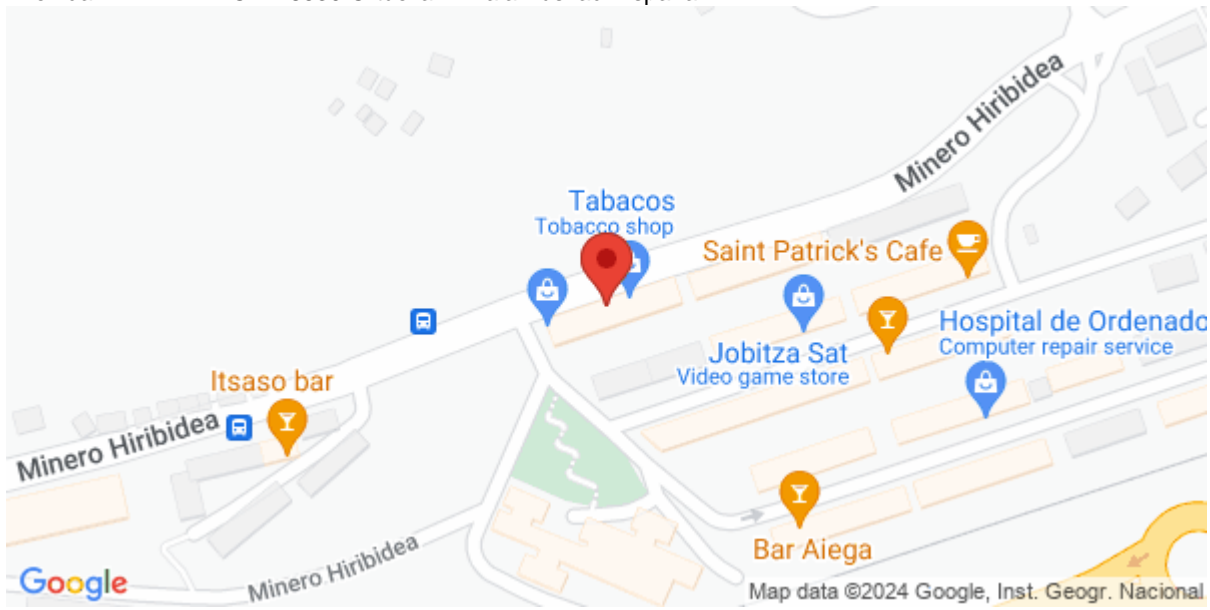 Minero Hiribidea
Tabacos
Tobacco shop
Saint Patrick's Cafe
Hospital de Ordenado
Computer repair service
Jobitza Sat
Video game store
Itsaso bar
Minero Hiribidea
Bar Aiega
Minero Hiribidea
Google
Map data ©2024 Google, Inst. Geogr. Nacional